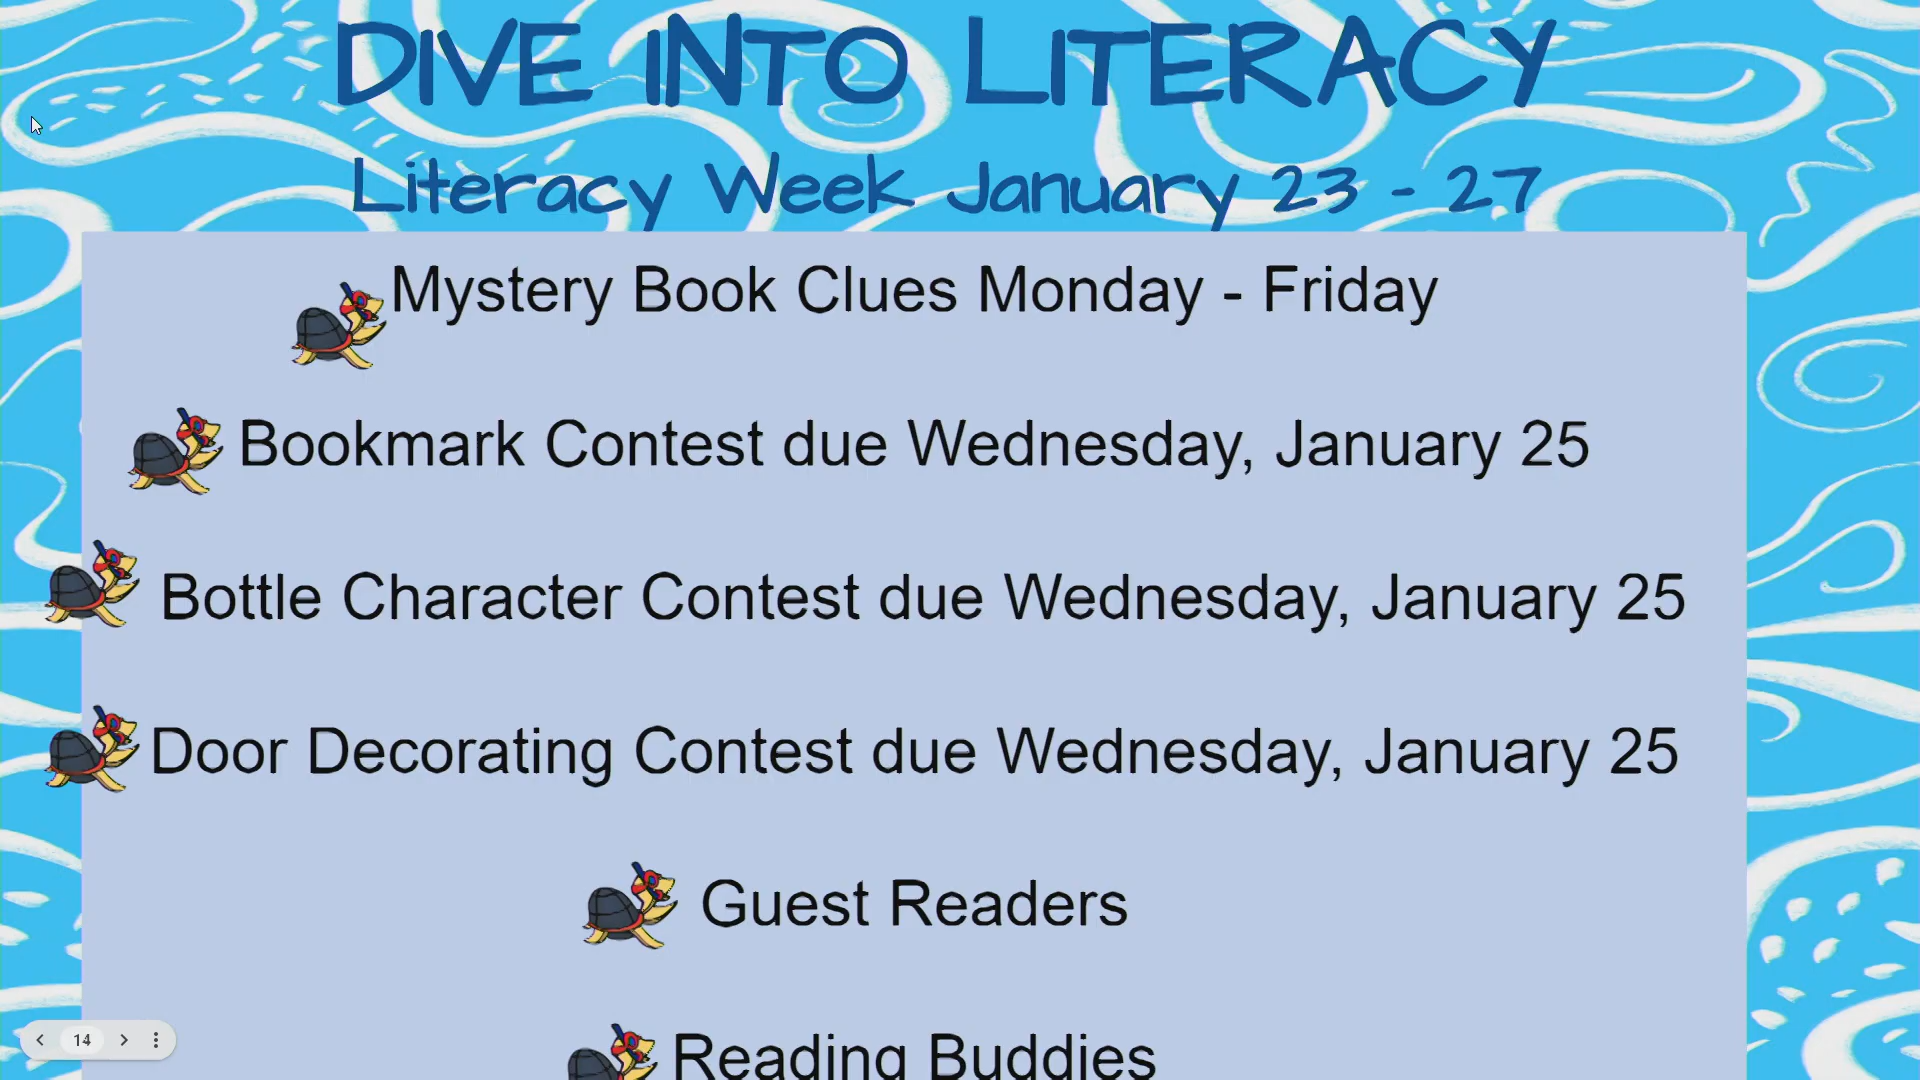 DIVE INTO LITERACY
Literacy Week January 23 - 27
Mystery Book Clues Monday - Friday
Bookmark Contest due Wednesday, January 25
Bottle Character Contest due Wednesday, January 25
Door Decorating Contest due Wednesday, January 25
Guest Readers
Reading Buddies
14